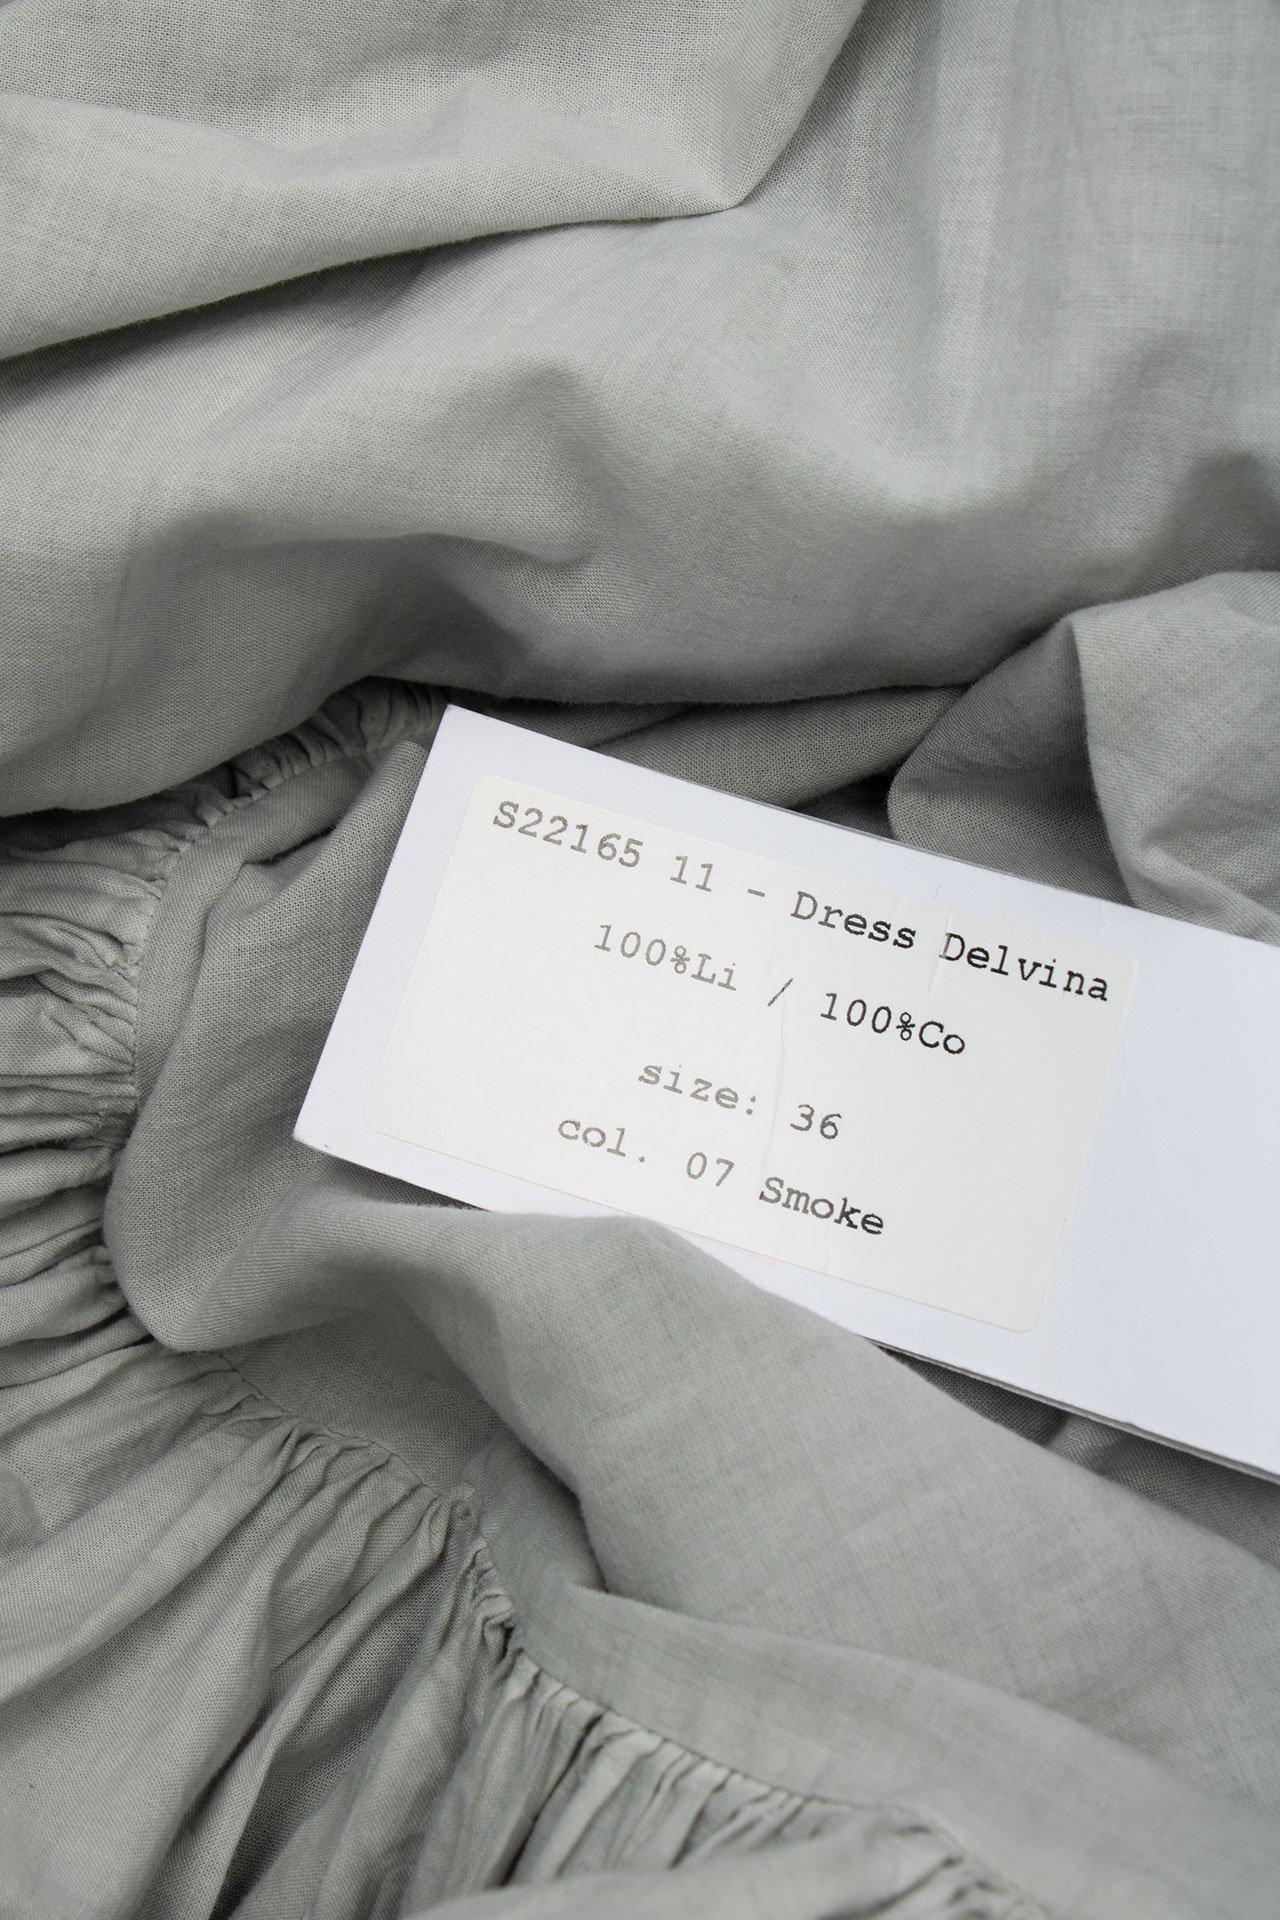 S22165 11 - Dress Delvina
100%Li / 100%Co
size: 36
col. 07 Smoke